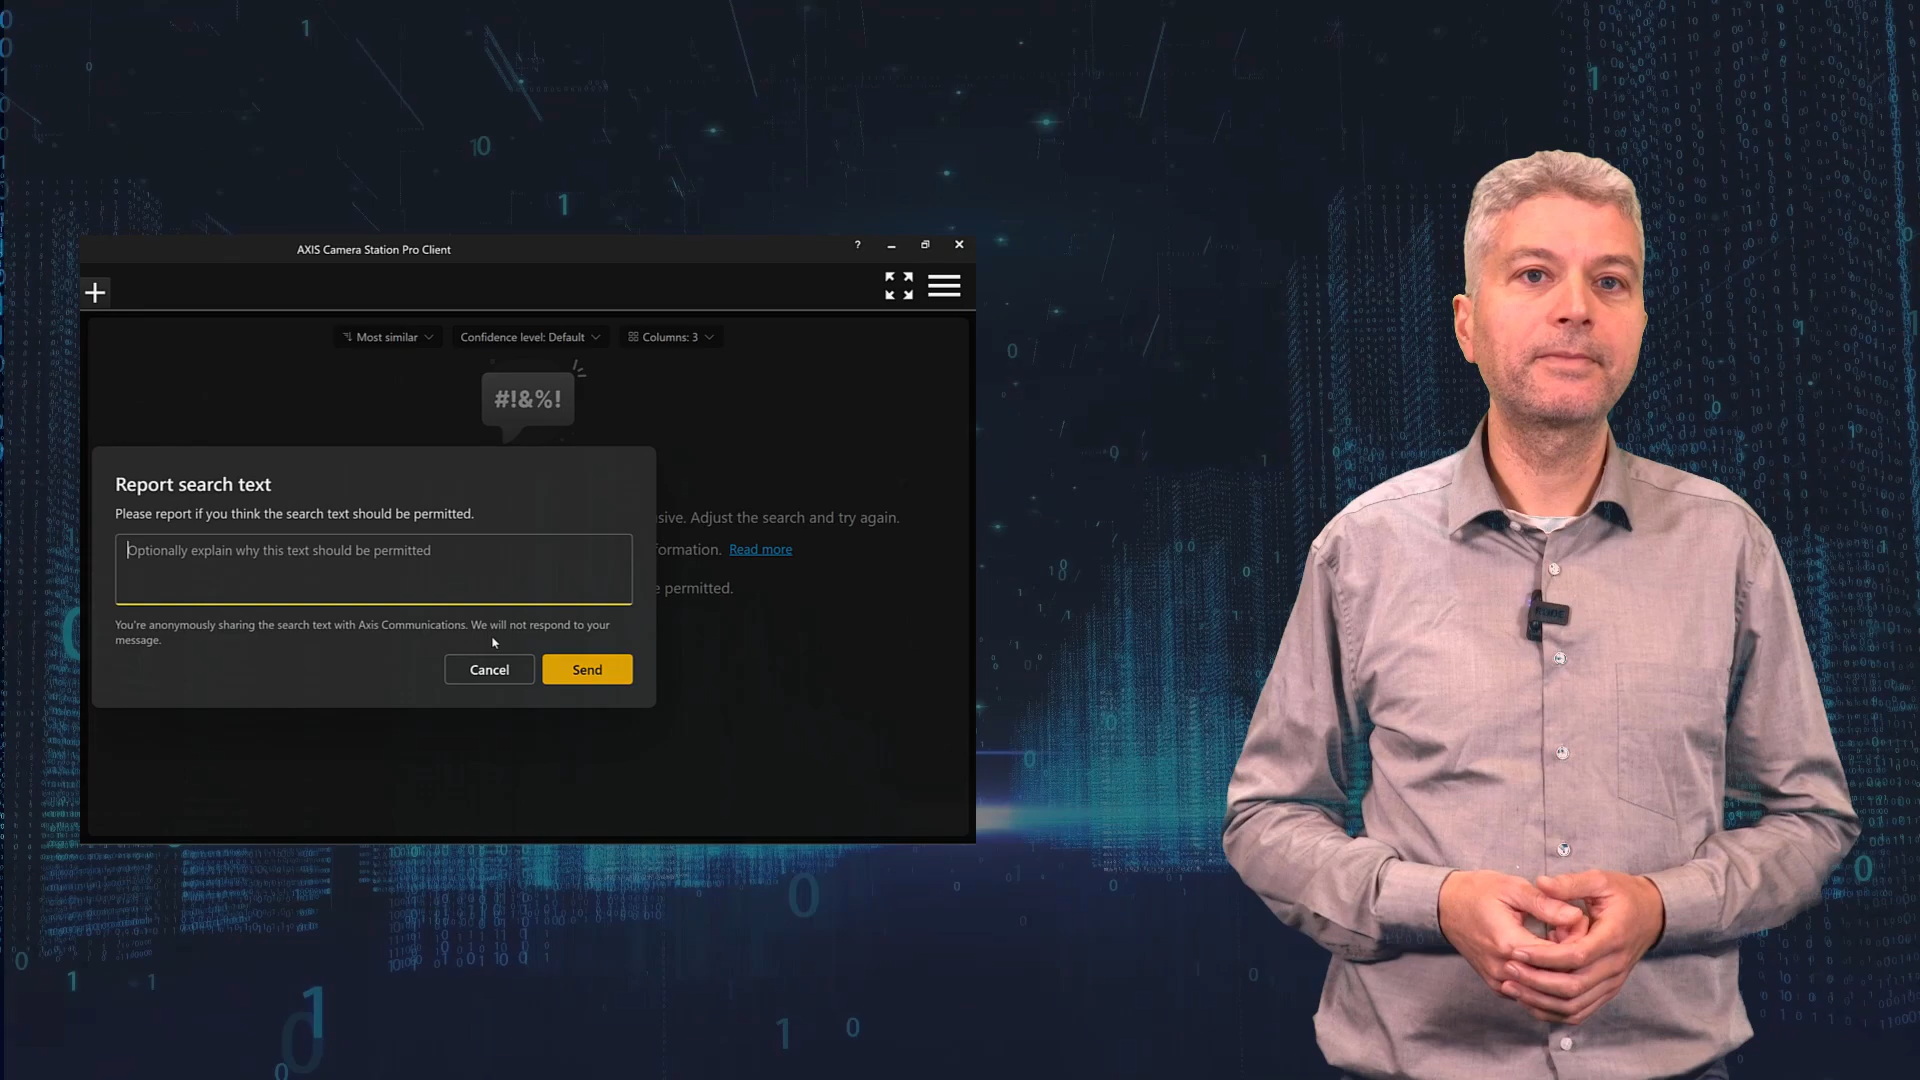 AXIS Camera Station Pro Client
?
Most similar
Confidence level: Default
Columns: 3
#!&%!
Report search text
Please report if you think the search text should be permitted.
sive. Adjust the search and try again.
Optionally explain why this text should be permitted
formation. Read more
permitted.
You're anonymously sharing the search text with Axis Communications. We will not respond to your
message.
Cancel
Send